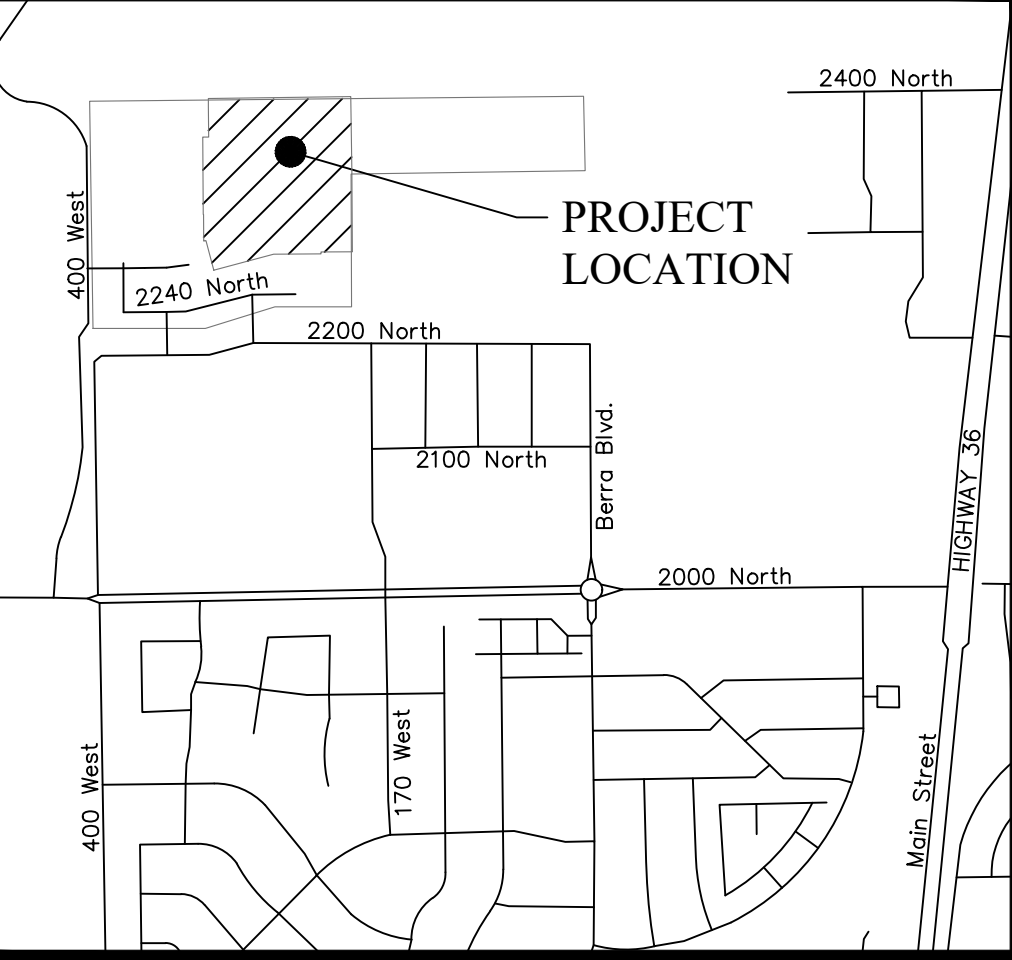 2400 North
400 West
PROJECT
LOCATION
2240 North
2200 North
Berra Blvd.
2100 North
HIGHWAY 36
2000 North
170 West
400 West
Main Street